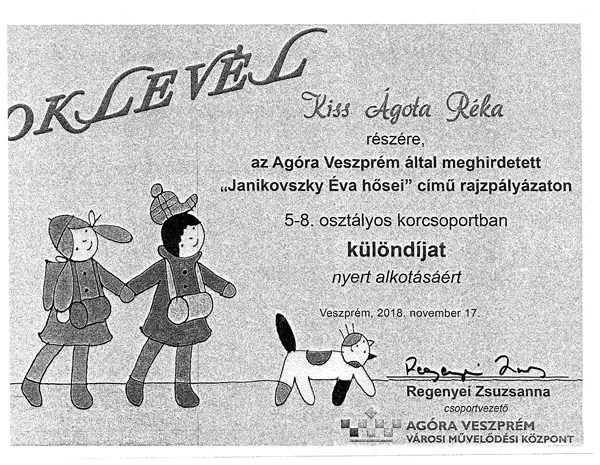 OKLEVÉL
Kiss Ágota Réka
részére,
az Agóra Veszprém által meghirdetett
„Janikovszky Éva hősei” című rajzpályázaton
5-8. osztályos korcsoportban
különdíjat
nyert alkotásáért
Veszprém, 2018. november 17.
Regenyei Zsuzsanna
csoportvezető
AGÓRA VESZPRÉM
VÁROSI MŰVELŐDÉSI KÖZPONT